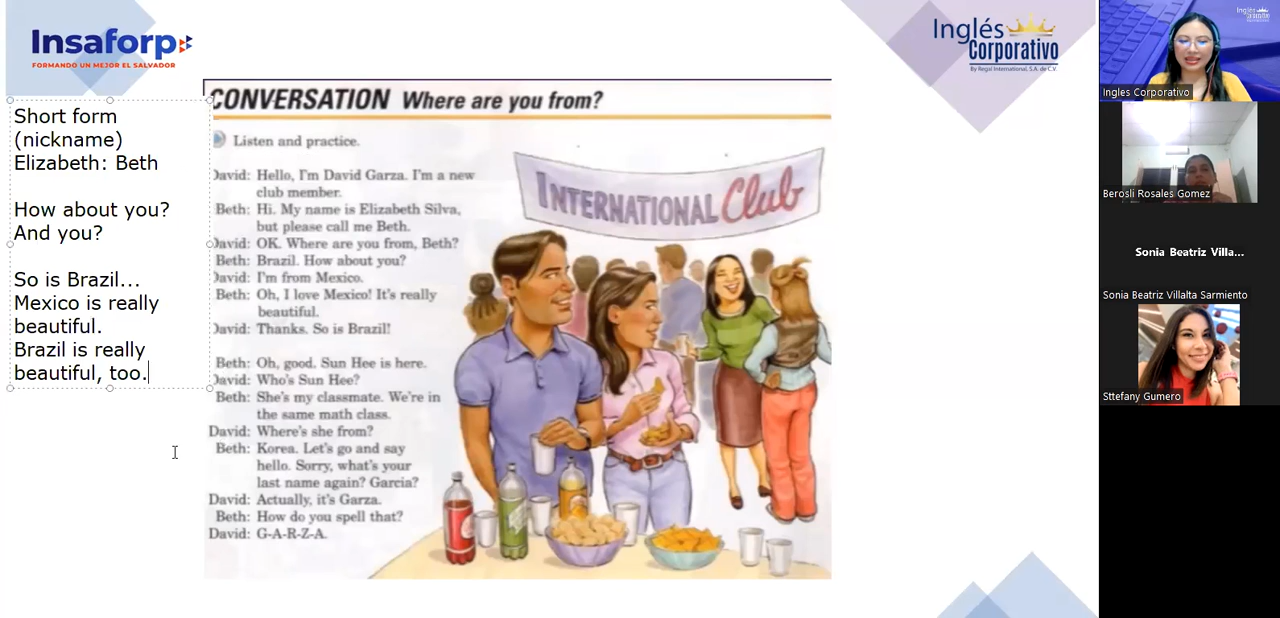 Insaforp
FORMANDO UN MEJOR EL SALVADOR
Inglés
Corporativo
By Regal International, S.A. de C.V.
Short form
(nickname)
Elizabeth: Beth
How about you?
And you?
So is Brazil...
Mexico is really
beautiful.
Brazil is really
beautiful, too.
CONVERSATION Where are you from?
Listen and practice.
David: Hello, I'm David Garza. I'm a new
club member.
Beth: Hi. My name is Elizabeth Silva,
but please call me Beth.
David: OK. Where are you from, Beth?
Beth: Brazil. How about you?
David: I'm from Mexico.
Beth: Oh, I love Mexico! It's really
beautiful.
David: Thanks. So is Brazil!
Beth: Oh, good. Sun Hee is here.
David: Who's Sun Hee?
Beth: She's my classmate. We're in
the same math class.
David: Where's she from?
Beth: Korea. Let's go and say
hello. Sorry, what's your
last name again? Garcia?
David: Actually, it's Garza.
Beth: How do you spell that?
David: G-A-R-Z-A.
INTERNATIONAL Club
Ingles Corporativo
Berosli Rosales Gomez
Sonia Beatriz Villa...
Sonia Beatriz Villalta Sarmiento
Sttefany Gumero